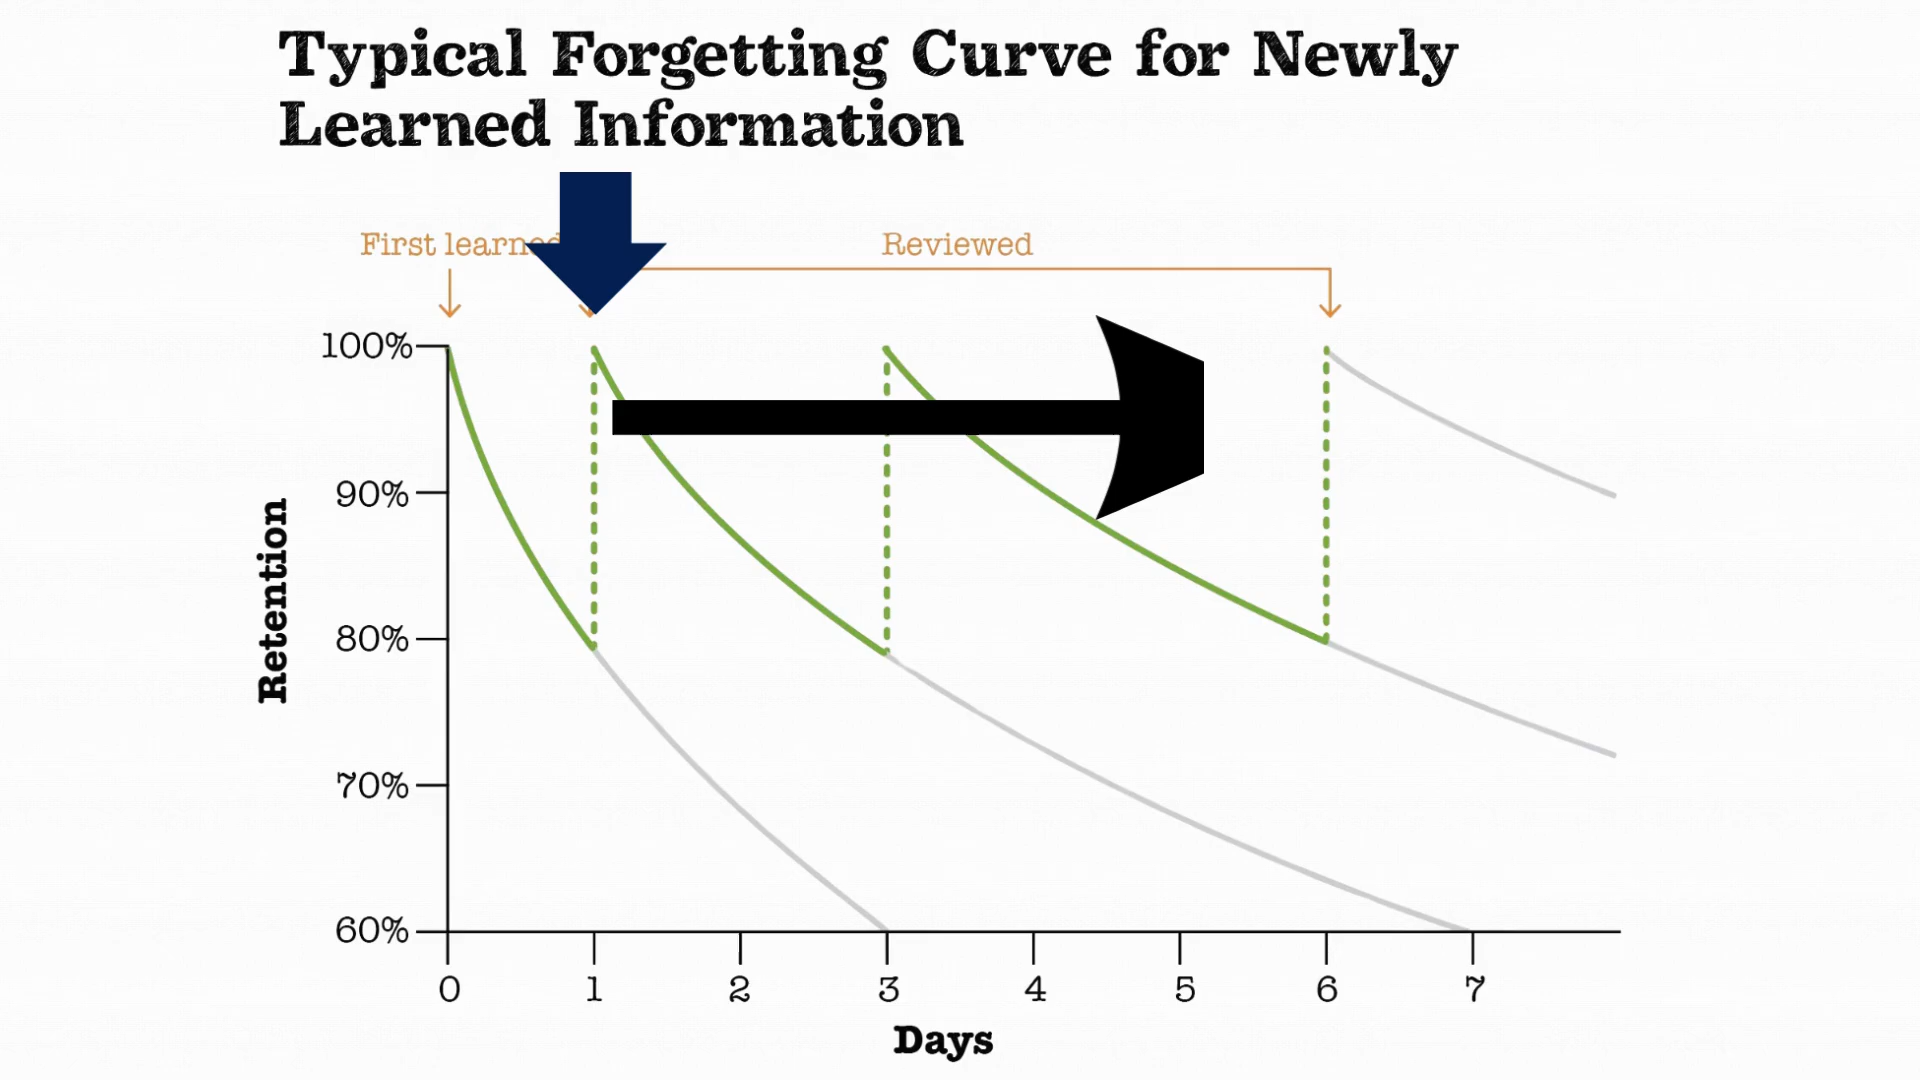 Typical Forgetting Curve for Newly
Learned Information
First learned
Reviewed
100%
90%
80%
70%
60%
Retention
0 1 2 3 4 5 6 7
Days